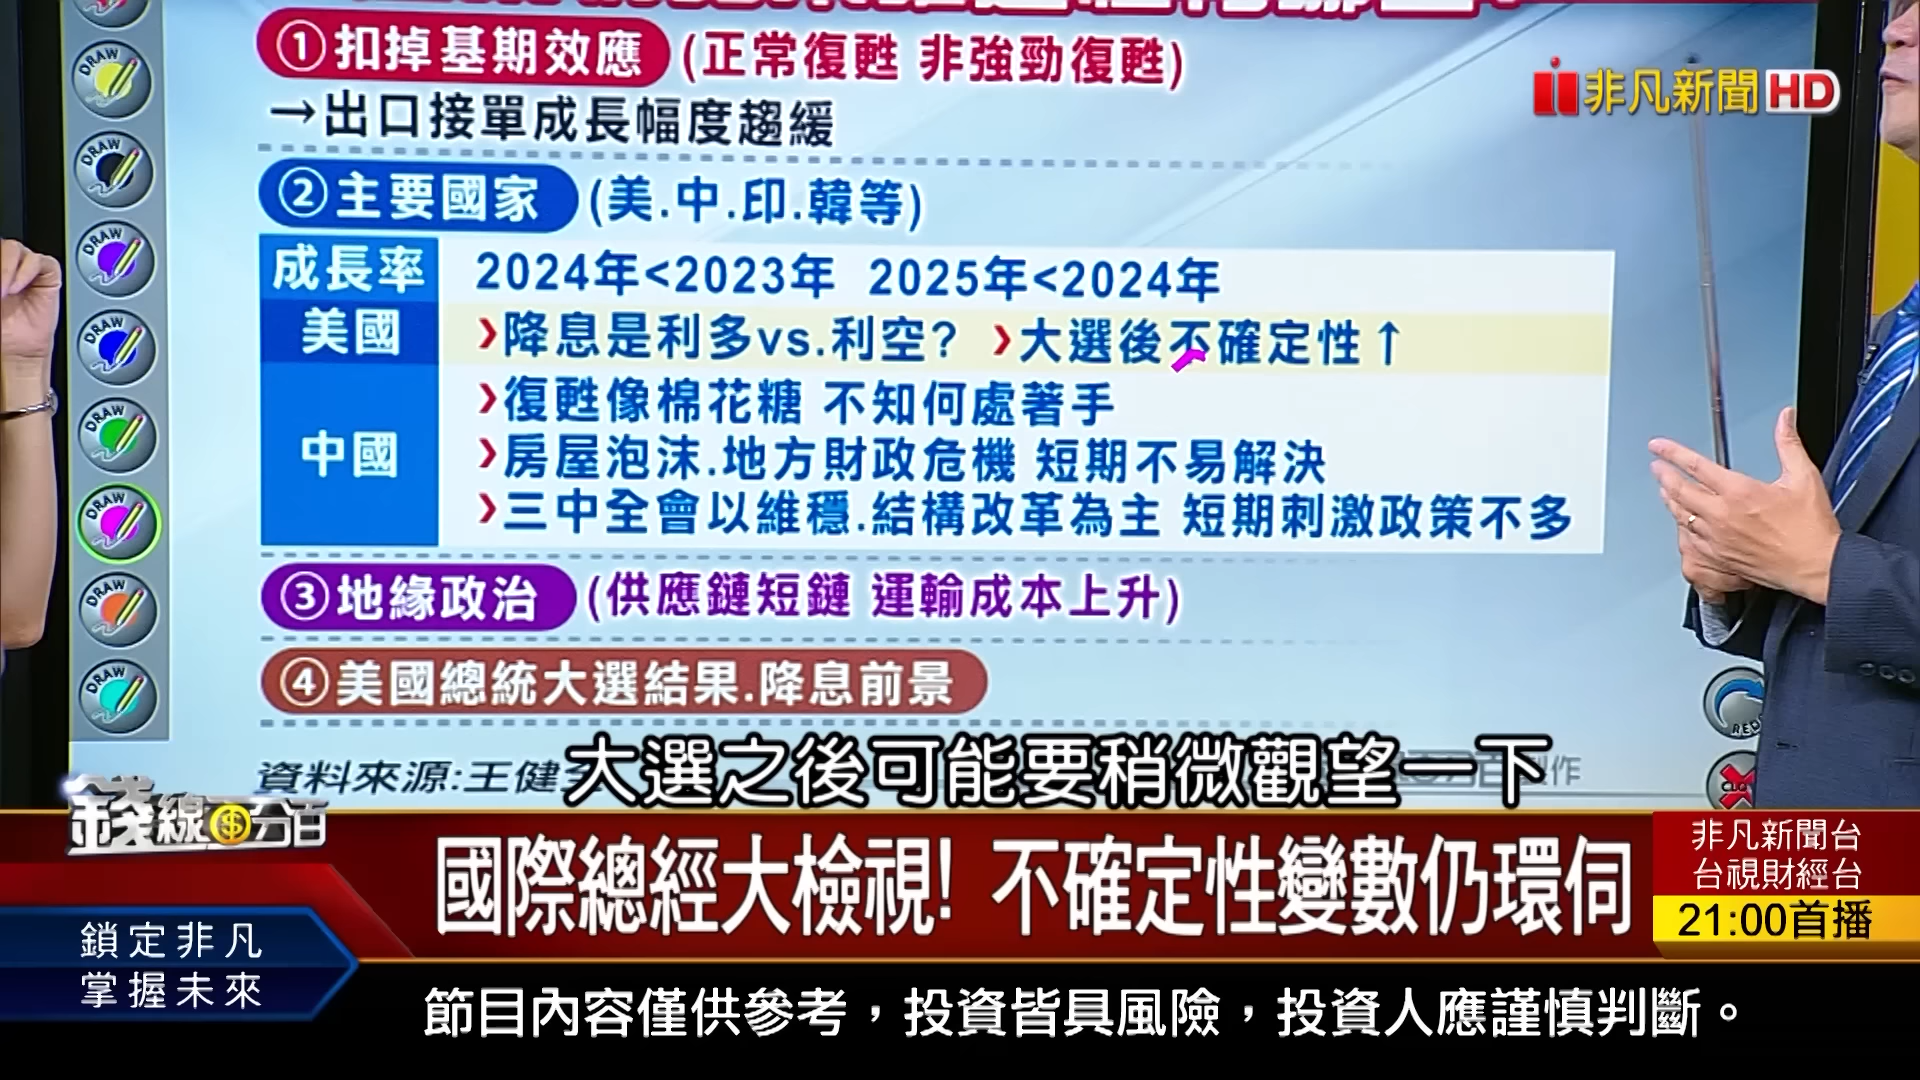 ①扣掉基期效應 (正常復甦 非強勁復甦)
→出口接單成長幅度趨緩
②主要國家 (美.中.印.韓等)
成長率 2024年<2023年 2025年<2024年
美國 ›降息是利多vs.利空? ›大選後不確定性↑
中國
›復甦像棉花糖 不知何處著手
›房屋泡沫.地方財政危機 短期不易解決
›三中全會以維穩.結構改革為主 短期刺激政策不多
③地緣政治 (供應鏈短鏈 運輸成本上升)
④美國總統大選結果.降息前景
資料來源:王健全
製作
DRAW
DRAW
DRAW
DRAW
DRAW
DRAW
DRAW
DRAW
非凡新聞HD
大選之後可能要稍微觀望一下
錢線百分百
國際總經大檢視! 不確定性變數仍環伺
非凡新聞台
台視財經台
21:00首播
鎖定非凡
掌握未來
節目內容僅供參考，投資皆具風險，投資人應謹慎判斷。